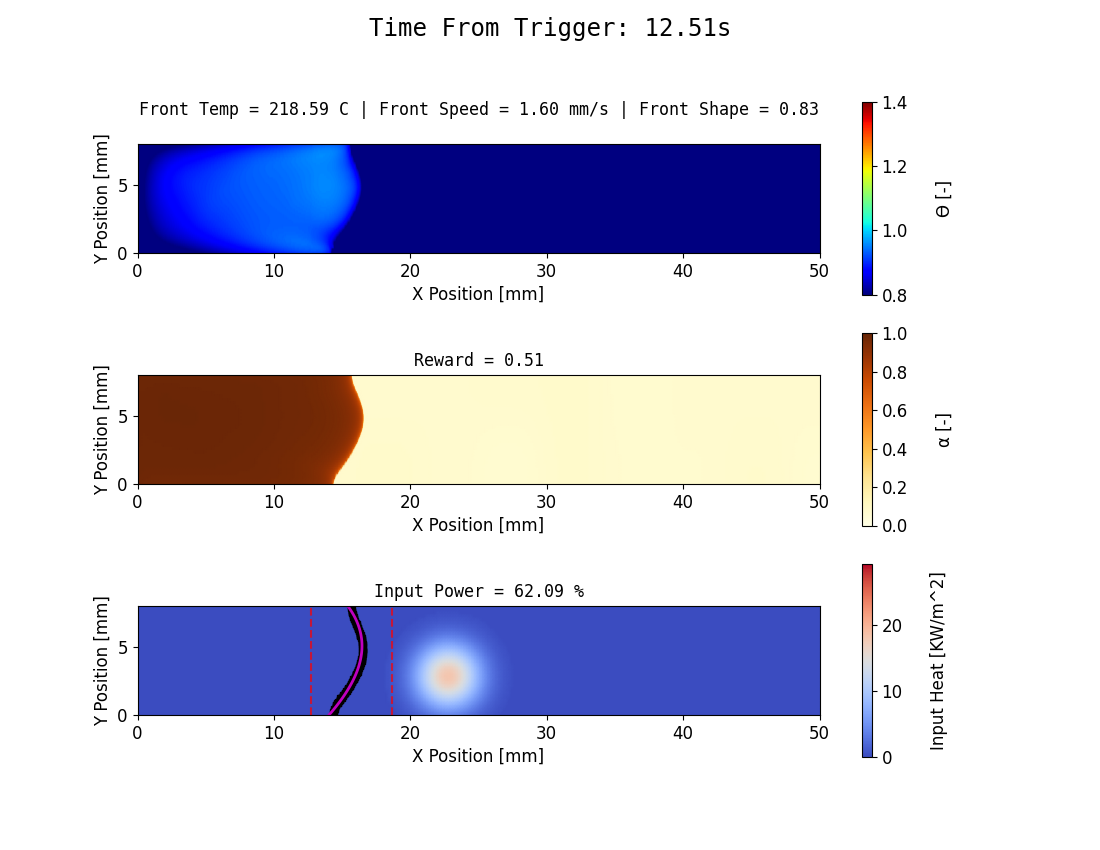 Time From Trigger: 12.51s
Front Temp = 218.59 C | Front Speed = 1.60 mm/s | Front Shape = 0.83
Y Position [mm]
5
0
0 10 20 30 40 50
X Position [mm]
1.4
1.2
1.0
0.8
Θ [-]
Reward = 0.51
Y Position [mm]
5
0
0 10 20 30 40 50
X Position [mm]
1.0
0.8
0.6
0.4
0.2
0.0
α [-]
Input Power = 62.09 %
Y Position [mm]
5
0
0 10 20 30 40 50
X Position [mm]
20
10
0
Input Heat [KW/m^2]